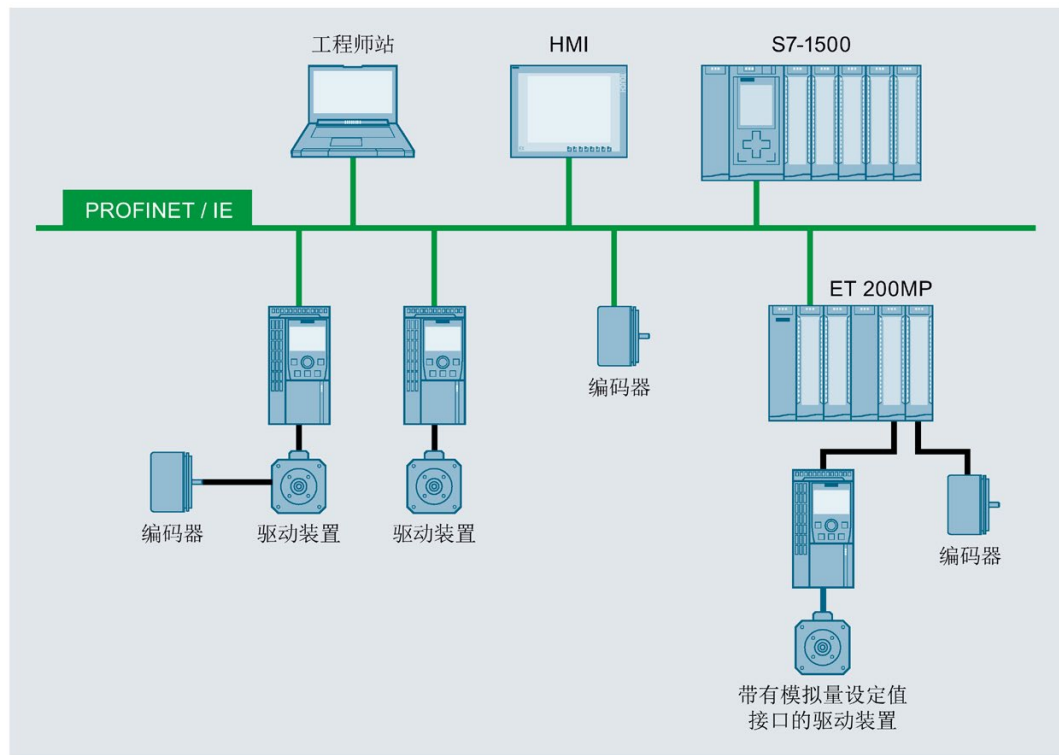 工程师站
HMI
S7-1500
PROFINET / IE
ET 200MP
编码器
编码器
驱动装置
驱动装置
编码器
带有模拟量设定值
接口的驱动装置